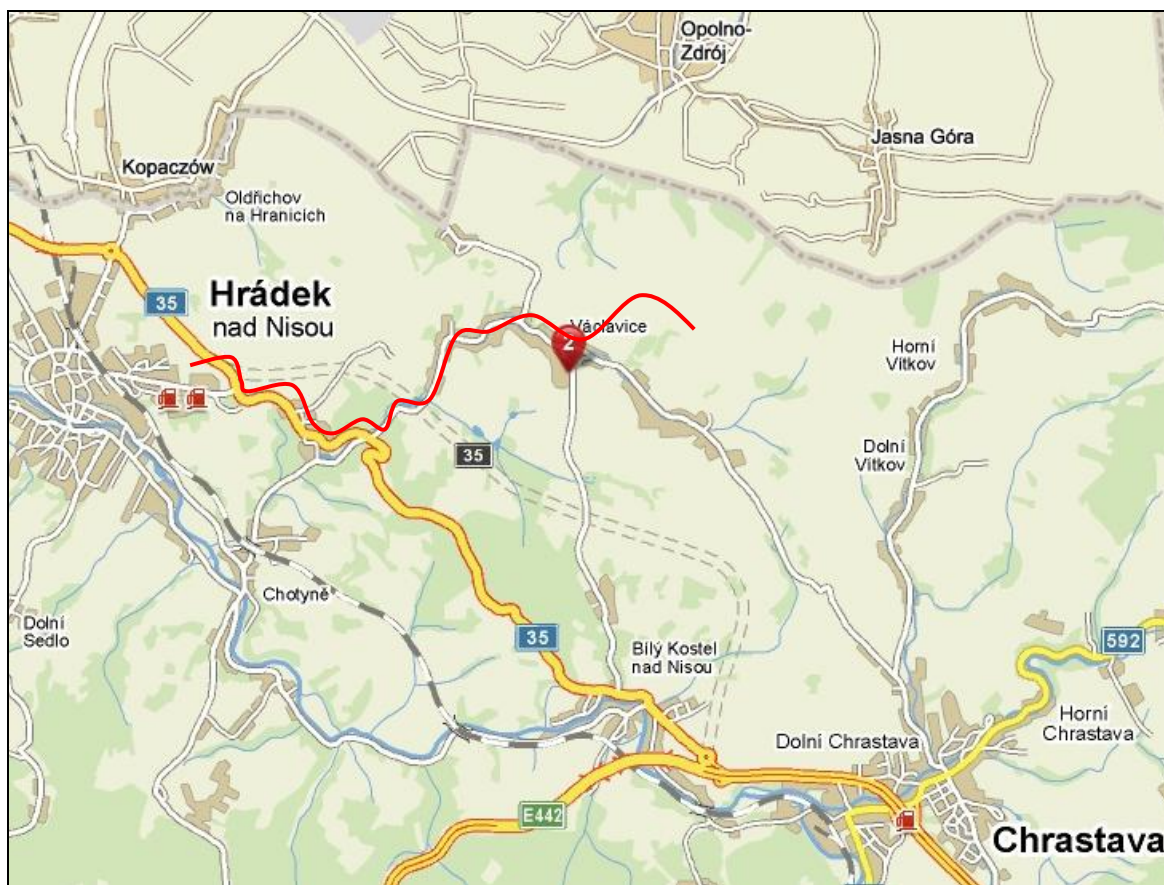 Opolno-
Zdrój
Jasna Góra
Kopaczów
Oldřichov
na Hranicích
35
Hrádek
nad Nisou
Václavice
2
Horní
Vítkov
Dolní
Vítkov
35
Chotyně
Dolní
Sedlo
35
Bílý Kostel
nad Nisou
592
Horní
Chrastava
Dolní Chrastava
E442
Chrastava